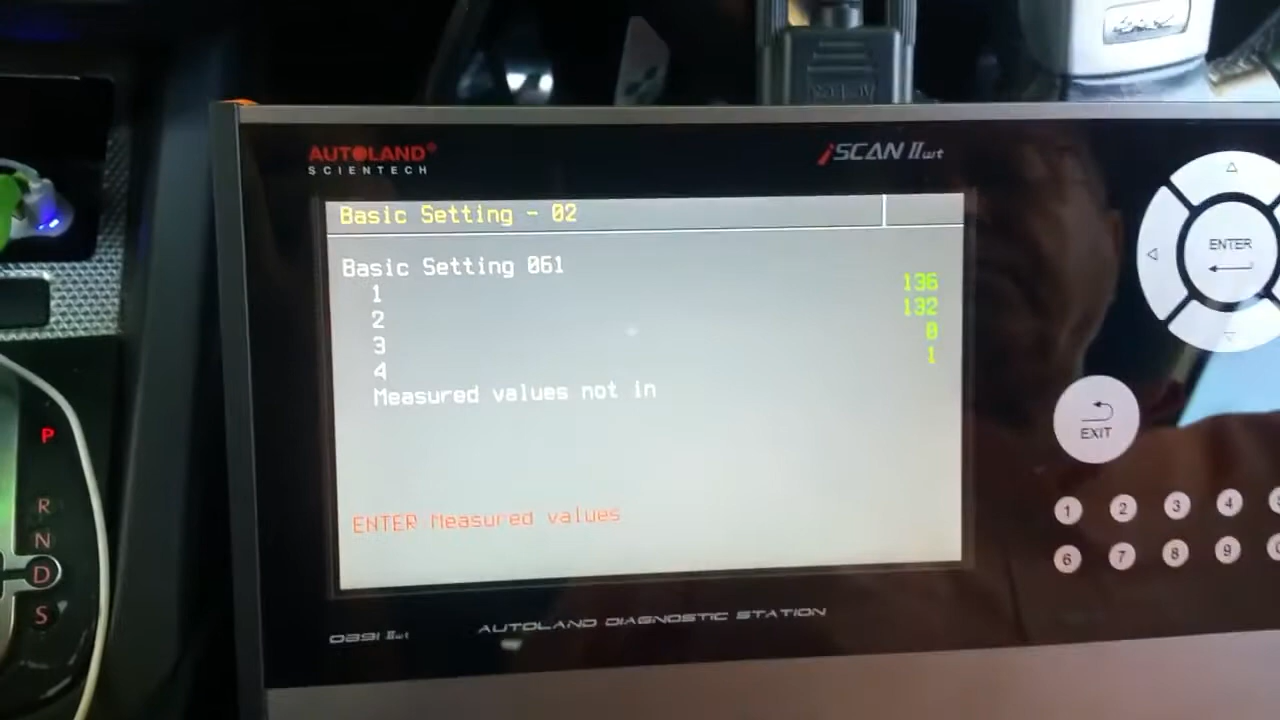 AUTOLAND®
SCIENTECH
iSCAN IIwt
Basic Setting - 02
Basic Setting 061
1 136
2 132
3 0
4 1
Measured values not in
ENTER Measured values
AUTOLAND DIAGNOSTIC STATION
ENTER
EXIT
1 2 3 4
6 7 8 9
P
R
N
D
S